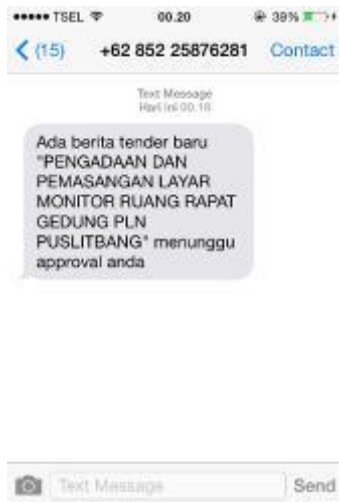 TSEL 00.20 39%
(15) +62 852 25876281 Contact
Text Message
Hari ini 00.18
Ada berita tender baru
"PENGADAAN DAN
PEMASANGAN LAYAR
MONITOR RUANG RAPAT
GEDUNG PLN
PUSLITBANG" menunggu
approval anda
Text Message Send